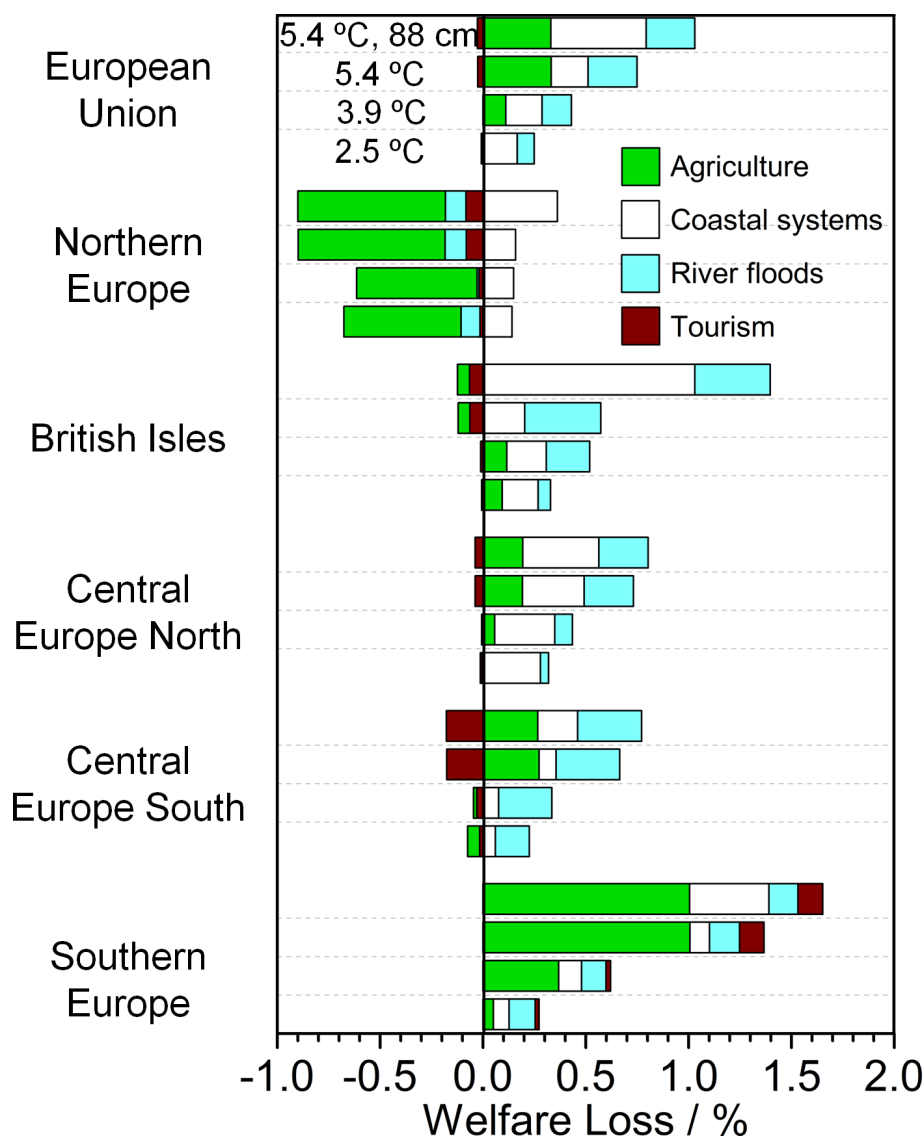 European
Union
5.4 ºC, 88 cm
5.4 ºC
3.9 ºC
2.5 ºC
Agriculture
Coastal systems
River floods
Tourism
Northern
Europe
British Isles
Central
Europe North
Central
Europe South
Southern
Europe
-1.0 -0.5 0.0 0.5 1.0 1.5 2.0
Welfare Loss / %